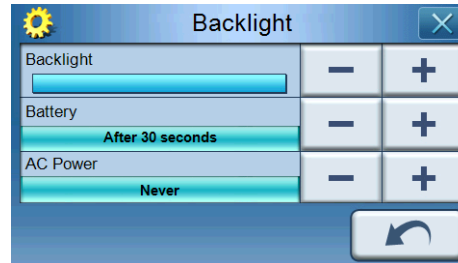 Backlight
Backlight
Battery
After 30 seconds
AC Power
Never